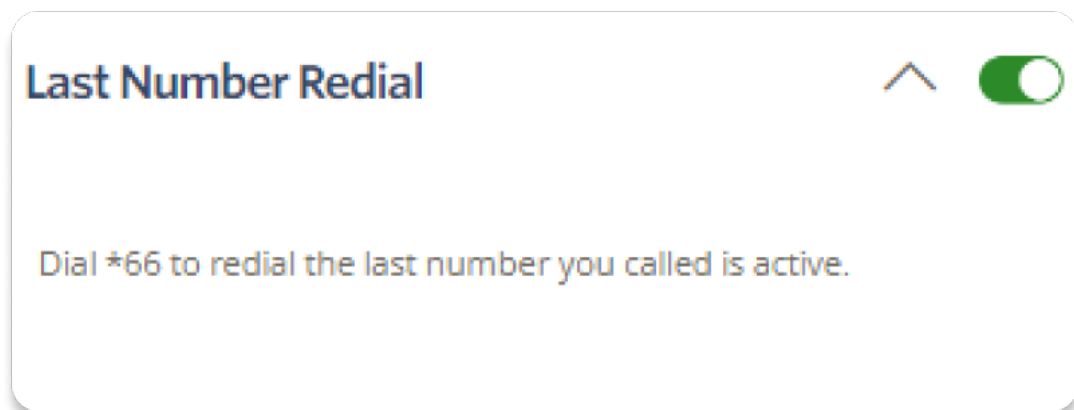 Last Number Redial
Dial *66 to redial the last number you called is active.